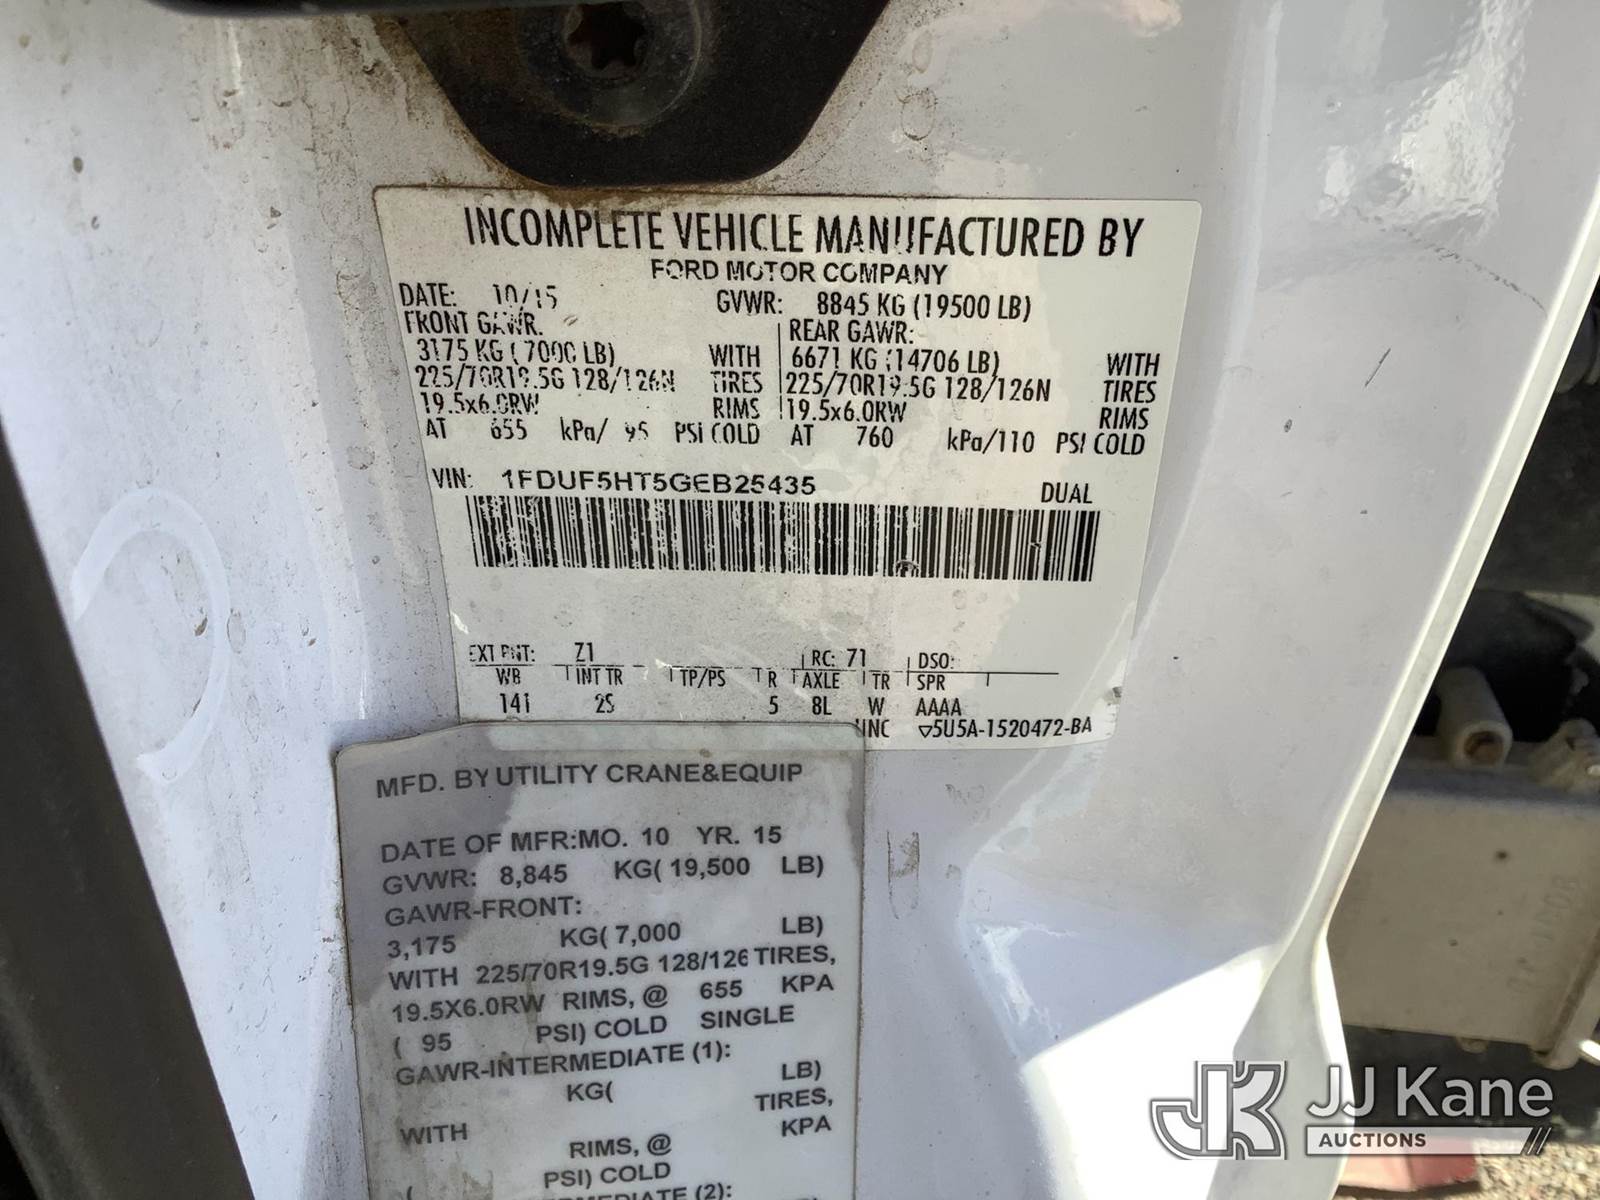 INCOMPLETE VEHICLE MANUFACTURED BY
FORD MOTOR COMPANY
DATE: 10/15 GVWR: 8845 KG (19500 LB)
FRONT GAWR: REAR GAWR:
3175 KG (7000 LB) WITH 6671 KG (14706 LB) WITH
225/70R19.5G 128/126N TIRES 225/70R19.5G 128/126N TIRES
19.5x6.0RW RIMS 19.5x6.0RW RIMS
AT 655 kPa/ 95 PSI COLD AT 760 kPa/110 PSI COLD
VIN: 1FDUF5HT5GEB25435 DUAL
EXT PNT: Z1 RC: 71 DSO:
WB INT TR TP/PS R AXLE TR SPR
141 2S 5 8L W AAAA
UNC ▽5U5A-1520472-BA
MFD. BY UTILITY CRANE&EQUIP
DATE OF MFR:MO. 10 YR. 15
GVWR: 8,845 KG( 19,500 LB)
GAWR-FRONT:
3,175 KG( 7,000 LB)
WITH 225/70R19.5G 128/126 TIRES,
19.5X6.0RW RIMS, @ 655 KPA
( 95 PSI) COLD SINGLE
GAWR-INTERMEDIATE (1):
KG( LB)
WITH TIRES,
RIMS, @ KPA
( PSI) COLD
JJ Kane
AUCTIONS